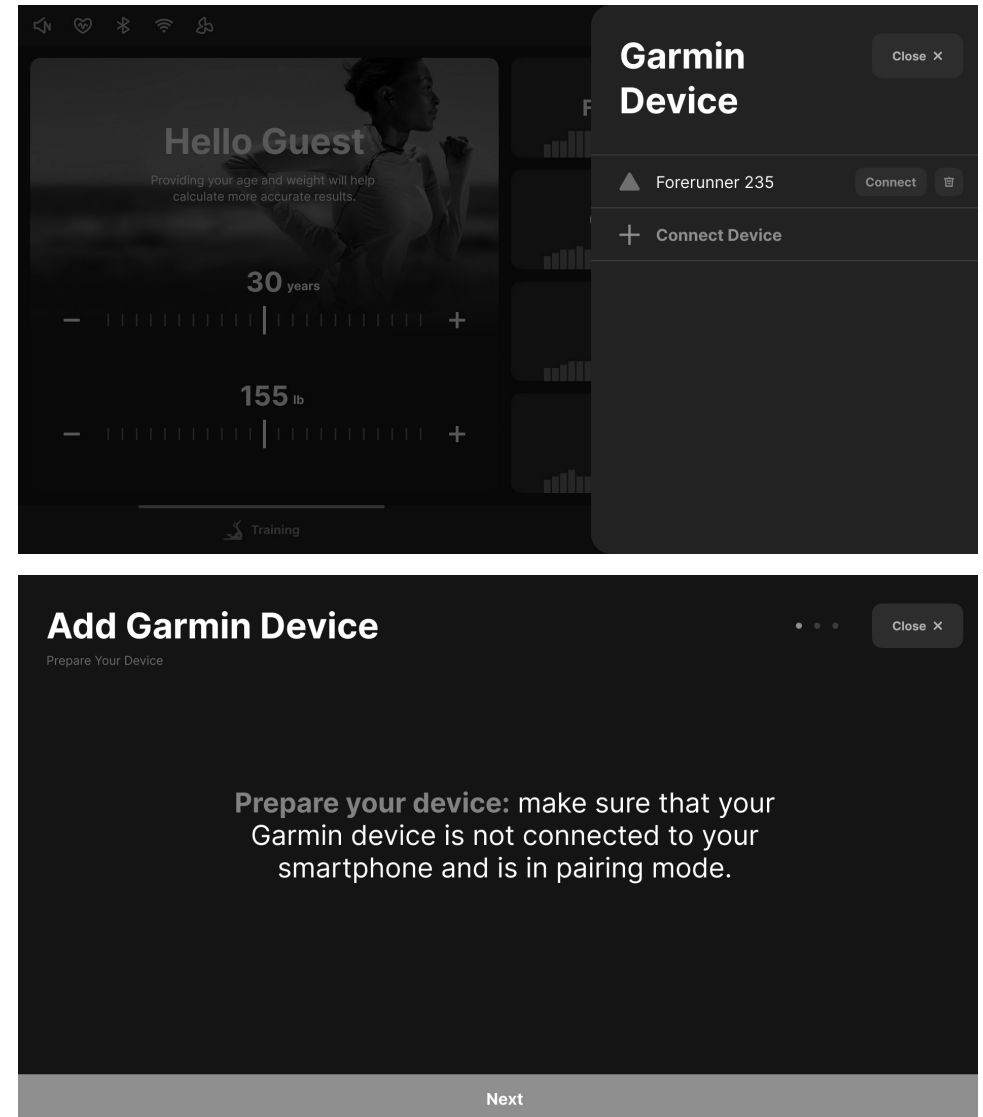 Hello Guest
Providing your age and weight will help
calculate more accurate results.
30 years
155 lb
Training
F
Garmin
Device
Close ×
Forerunner 235
Connect
Connect Device
Add Garmin Device
Close ×
Prepare Your Device
Prepare your device: make sure that your
Garmin device is not connected to your
smartphone and is in pairing mode.
Next